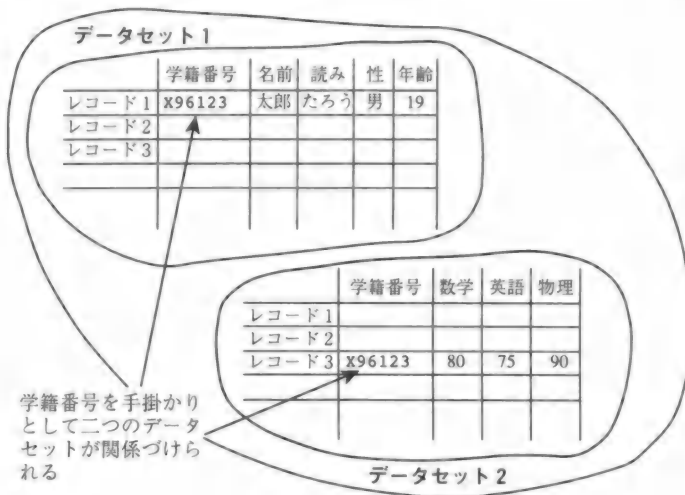 データセット1
学籍番号 名前 読み 性 年齢
レコード1 X96123 太郎 たろう 男 19
レコード2
レコード3
学籍番号 数学 英語 物理
レコード1
レコード2
レコード3 X96123 80 75 90
学籍番号を手掛かり
として二つのデータ
セットが関係づけら
れる
データセット2